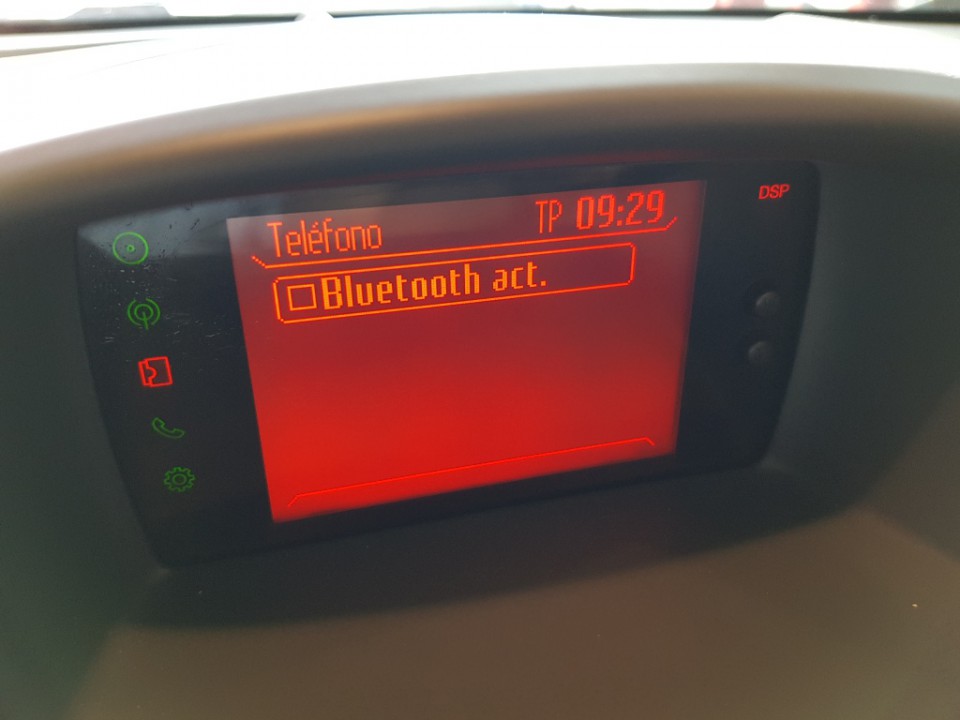 DSP
Teléfono TP 09:29
Bluetooth act.